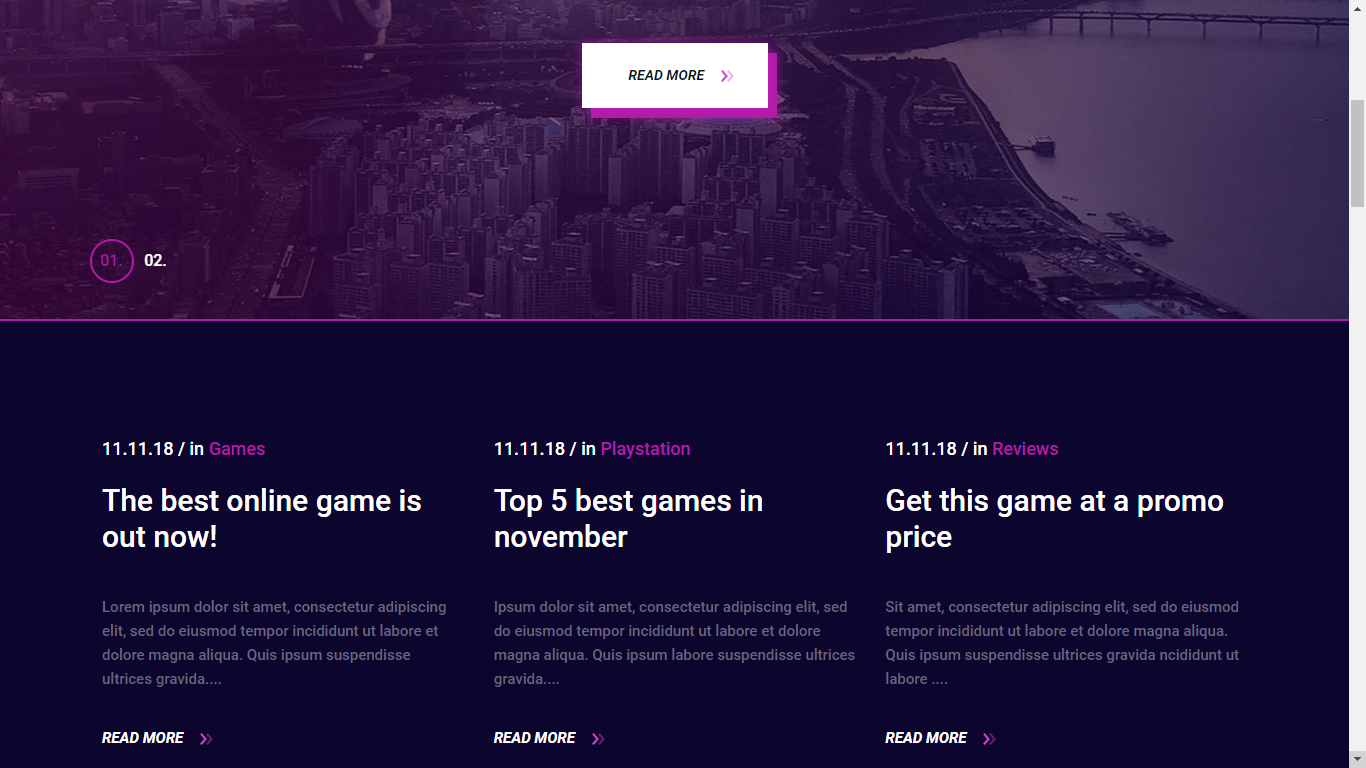 READ MORE
01. 02.
11.11.18 / in Games
The best online game is
out now!
Lorem ipsum dolor sit amet, consectetur adipiscing
elit, sed do eiusmod tempor incididunt ut labore et
dolore magna aliqua. Quis ipsum suspendisse
ultrices gravida....
READ MORE
11.11.18 / in Playstation
Top 5 best games in
november
Ipsum dolor sit amet, consectetur adipiscing elit, sed
do eiusmod tempor incididunt ut labore et dolore
magna aliqua. Quis ipsum labore suspendisse ultrices
gravida....
READ MORE
11.11.18 / in Reviews
Get this game at a promo
price
Sit amet, consectetur adipiscing elit, sed do eiusmod
tempor incididunt ut labore et dolore magna aliqua.
Quis ipsum suspendisse ultrices gravida ncididunt ut
labore ....
READ MORE